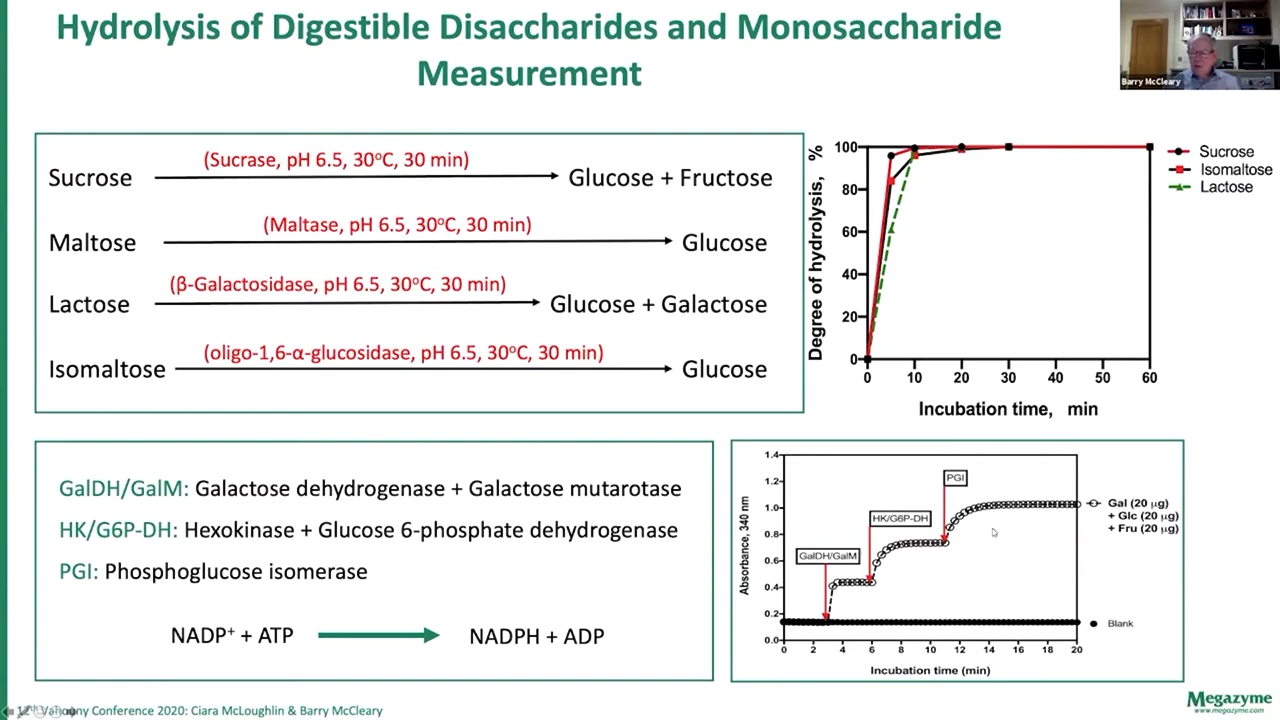 Hydrolysis of Digestible Disaccharides and Monosaccharide
Measurement
Barry McCleary
(Sucrase, pH 6.5, 30°C, 30 min)
Sucrose
Glucose + Fructose
(Maltase, pH 6.5, 30°C, 30 min)
Maltose
Glucose
(β-Galactosidase, pH 6.5, 30°C, 30 min)
Lactose
Glucose + Galactose
(oligo-1,6-α-glucosidase, pH 6.5, 30°C, 30 min)
Isomaltose
Glucose
Degree of hydrolysis, %
100
80
60
40
20
0
0 10 20 30 40 50 60
Incubation time, min
Sucrose
Isomaltose
Lactose
GalDH/GalM: Galactose dehydrogenase + Galactose mutarotase
HK/G6P-DH: Hexokinase + Glucose 6-phosphate dehydrogenase
PGI: Phosphoglucose isomerase
NADP⁺ + ATP
NADPH + ADP
Absorbance, 340 nm
1.4
1.2
1.0
0.8
0.6
0.4
0.2
0.0
0 2 4 6 8 10 11 12 14 16 18 20
Incubation time (min)
GalDH/GalM
HK/G6P-DH
PGI
Gal (20 μg)
+ Glc (20 μg)
+ Fru (20 μg)
Blank
Conference 2020: Ciara McLoughlin & Barry McCleary
Megazyme
www.megazyme.com